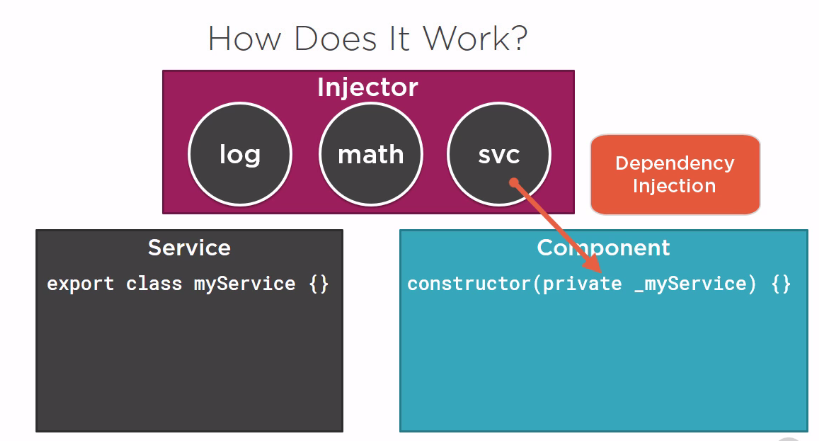 How Does It Work?
Injector
log
math
svc
Dependency
Injection
Service
export class myService {}
Component
constructor(private _myService) {}